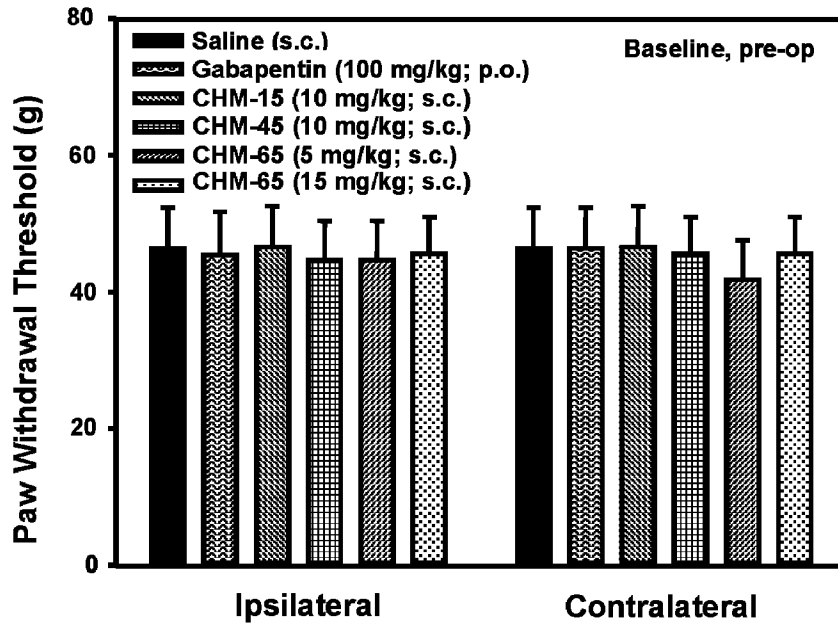 80
Saline (s.c.)
Baseline, pre-op
Gabapentin (100 mg/kg; p.o.)
CHM-15 (10 mg/kg; s.c.)
CHM-45 (10 mg/kg; s.c.)
60
CHM-65 (5 mg/kg; s.c.)
CHM-65 (15 mg/kg; s.c.)
Paw Withdrawal Threshold (g)
40
20
0
Ipsilateral
Contralateral